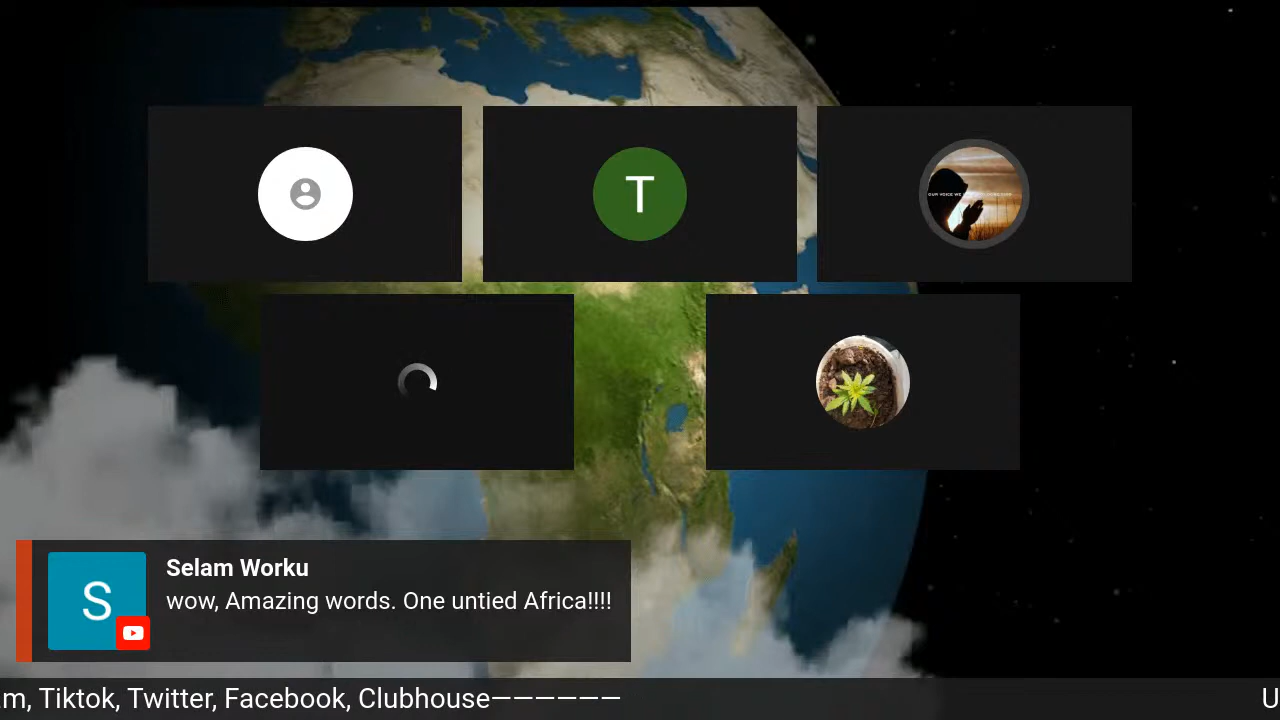 T
S
Selam Worku
wow, Amazing words. One untied Africa!!!!
m, Tiktok, Twitter, Facebook, Clubhouse—————— U